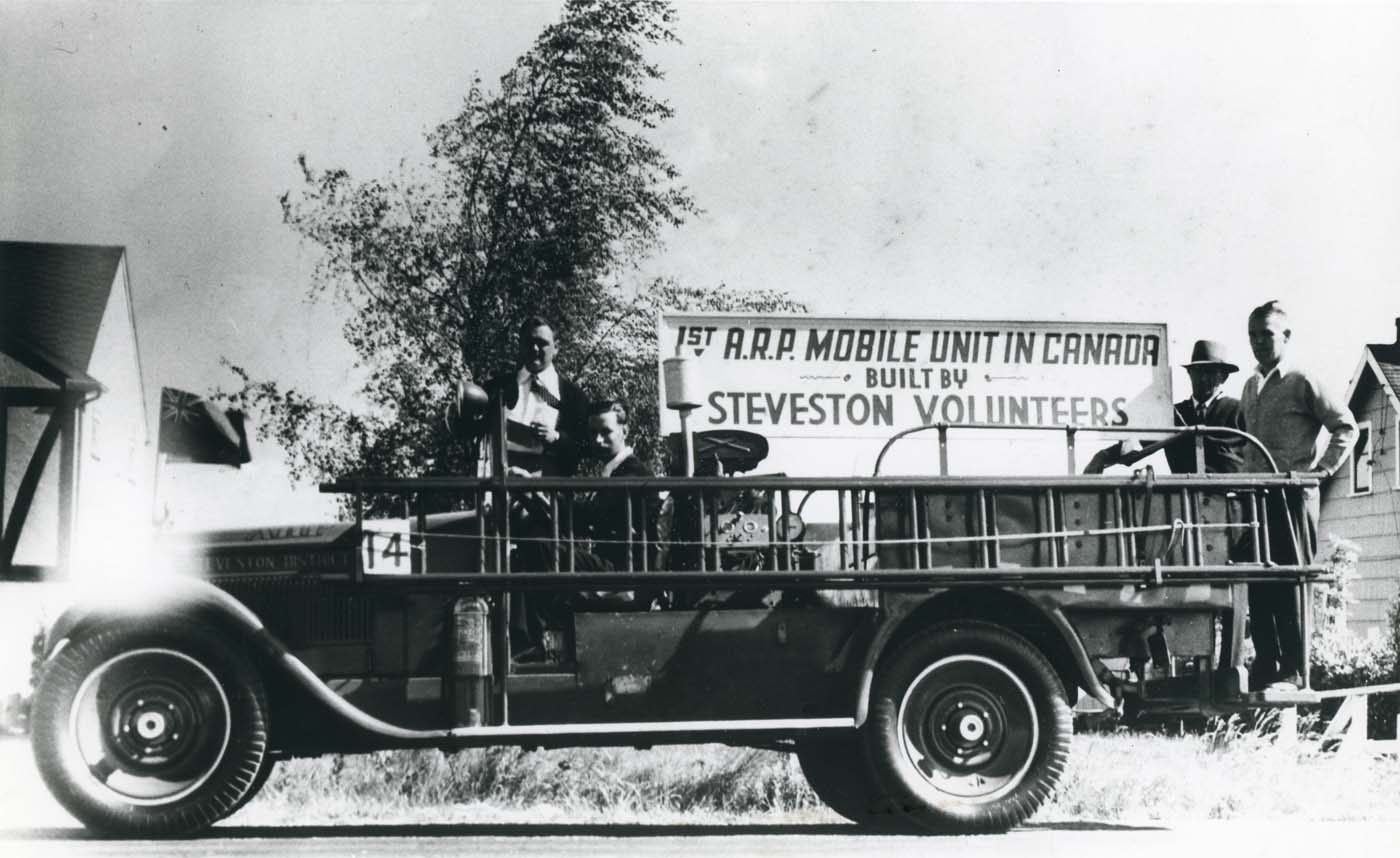 1ST A.R.P. MOBILE UNIT IN CANADA
BUILT BY
STEVESTON VOLUNTEERS
14